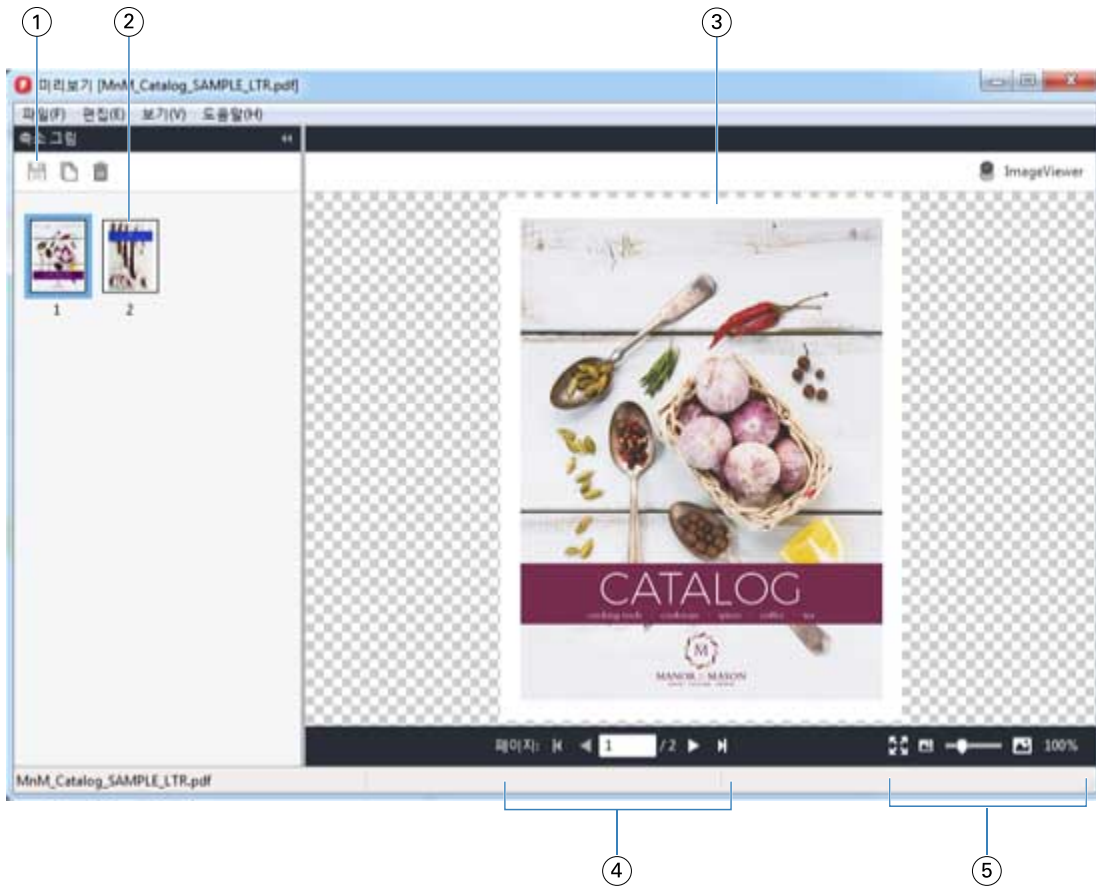 1
2
3
미리보기 [MnM_Catalog_SAMPLE_LTR.pdf]
파일(F) 편집(E) 보기(V) 도움말(H)
축소 그림
ImageViewer
1
2
CATALOG
MANOR & MASON
페이지: 1 / 2
100%
MnM_Catalog_SAMPLE_LTR.pdf
4
5